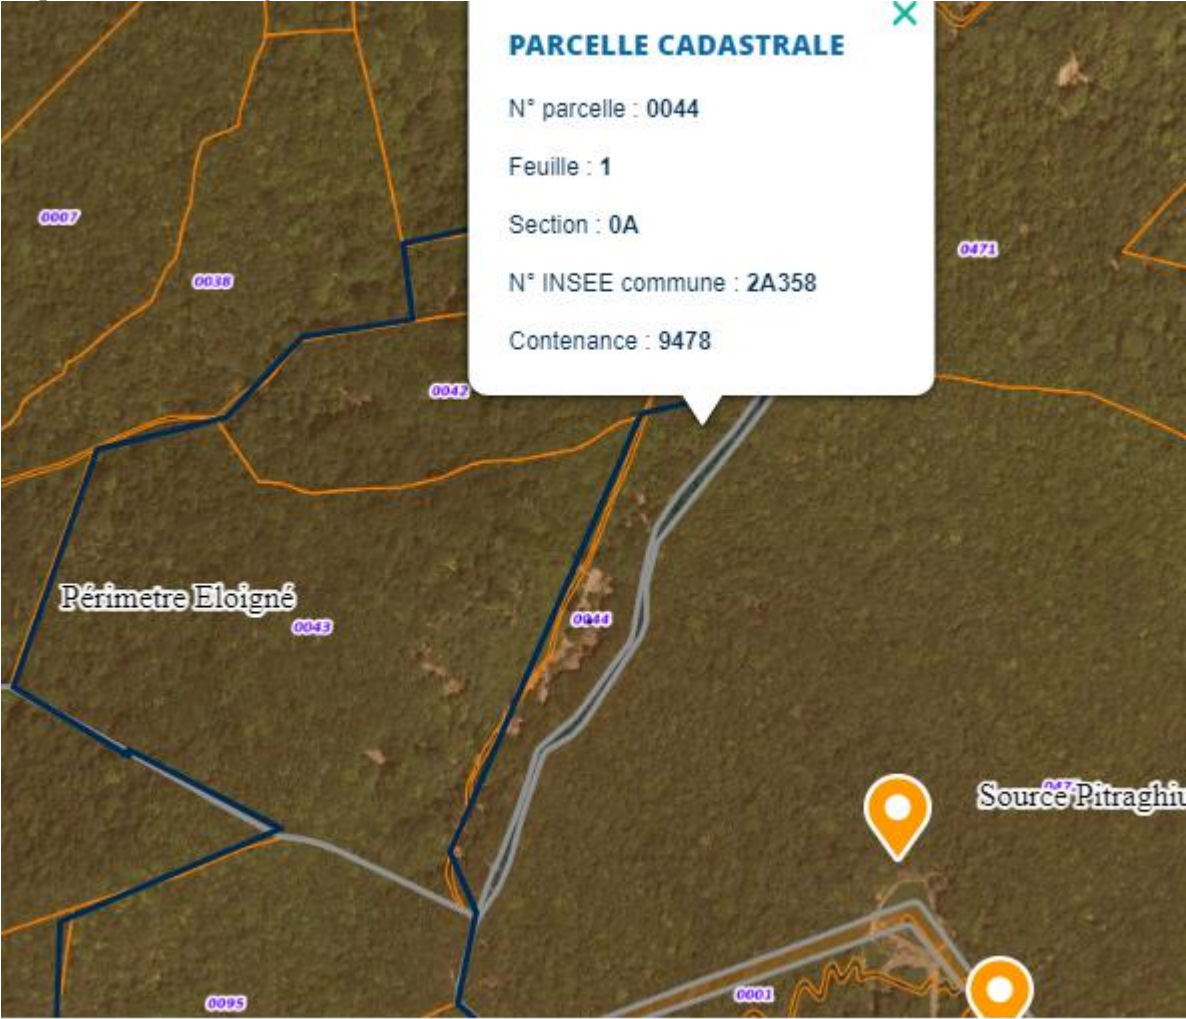 PARCELLE CADASTRALE
N° parcelle : 0044
Feuille : 1
Section : 0A
N° INSEE commune : 2A358
Contenance : 9478
0007
0038
0471
0042
Périmetre Eloigné
0043
0044
Source Pitraghiu
0095
0001